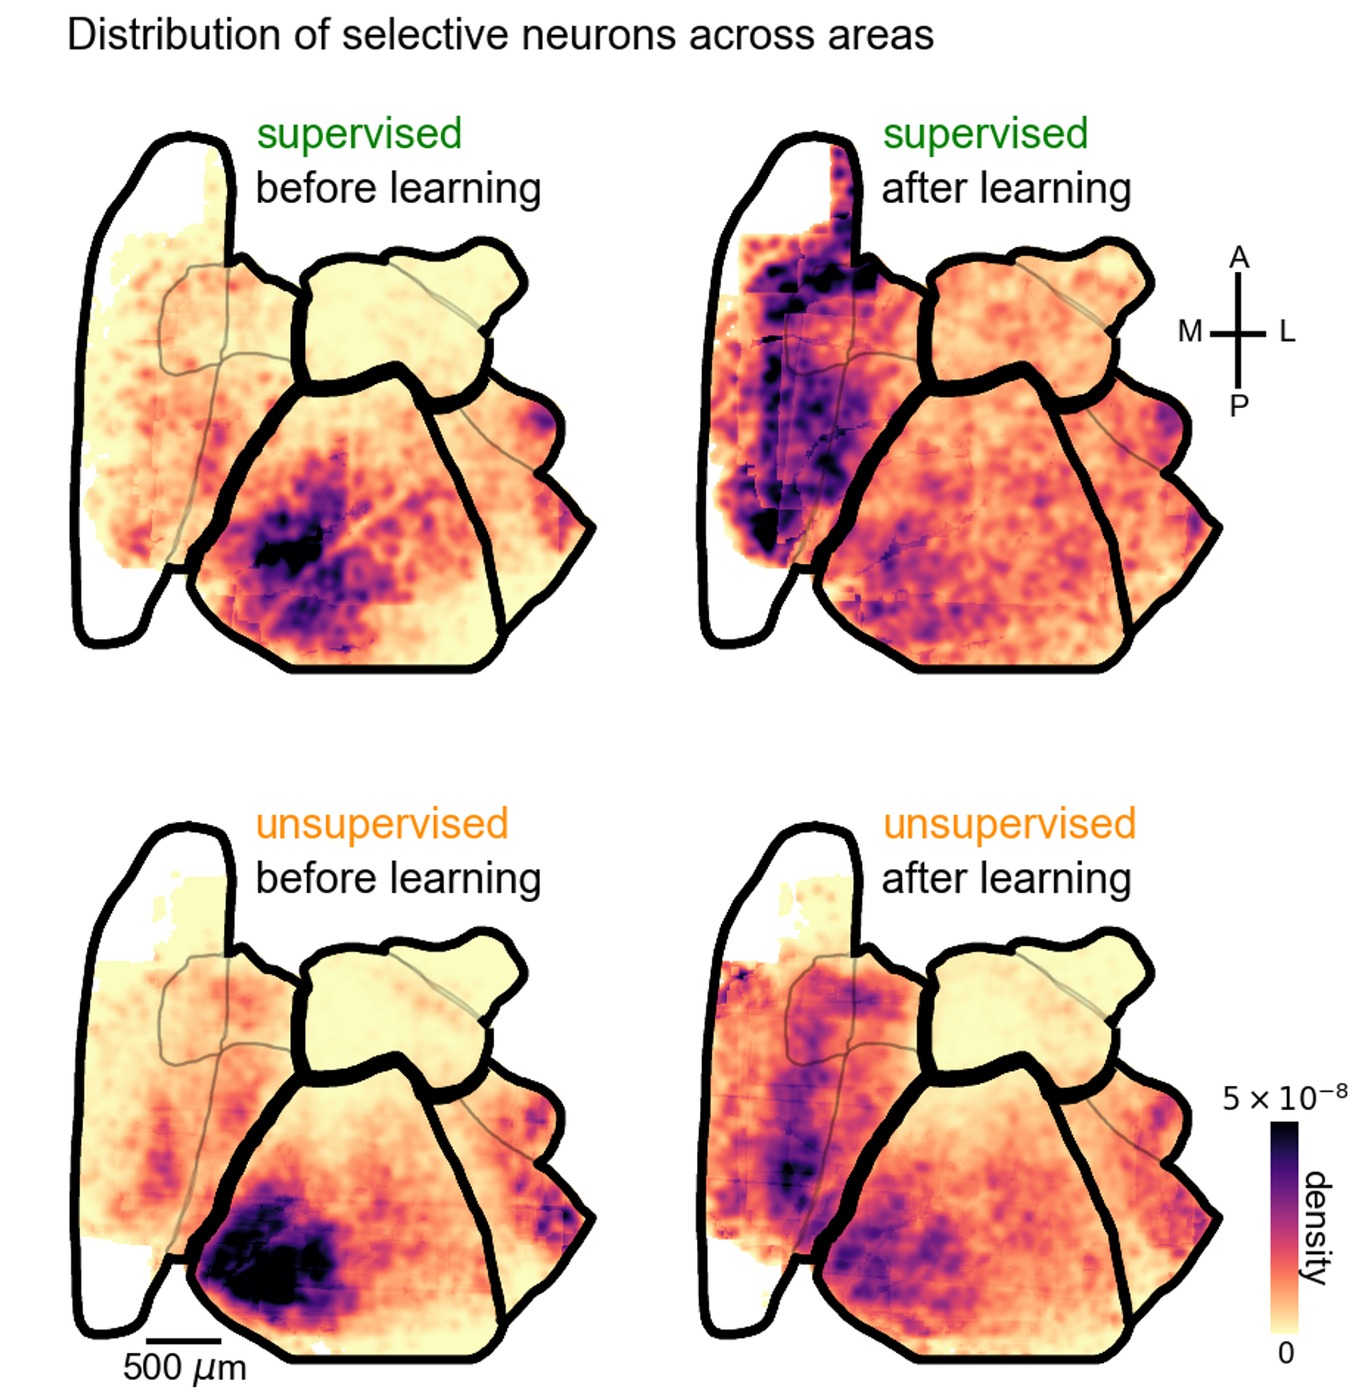 Distribution of selective neurons across areas
supervised
before learning
supervised
after learning
A
M
L
P
unsupervised
before learning
unsupervised
after learning
5 × 10⁻⁸
density
0
500 μm